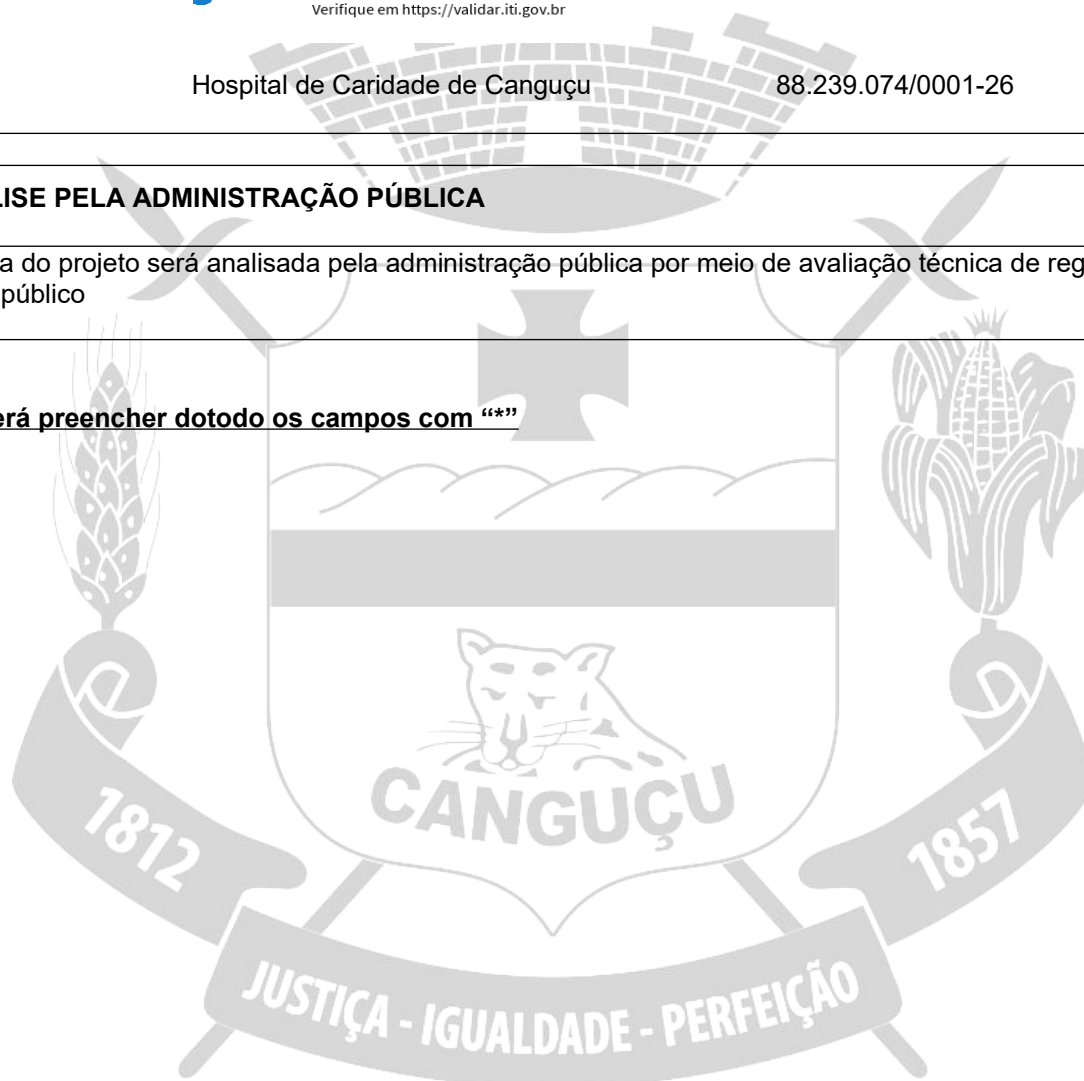 Verifique em https://validar.iti.gov.br
Hospital de Caridade de Canguçu 88.239.074/0001-26
LISE PELA ADMINISTRAÇÃO PÚBLICA
a do projeto será analisada pela administração pública por meio de avaliação técnica de reg
público
erá preencher dotodo os campos com “*”
CANGUÇU
1812
1857
JUSTIÇA - IGUALDADE - PERFEIÇÃO